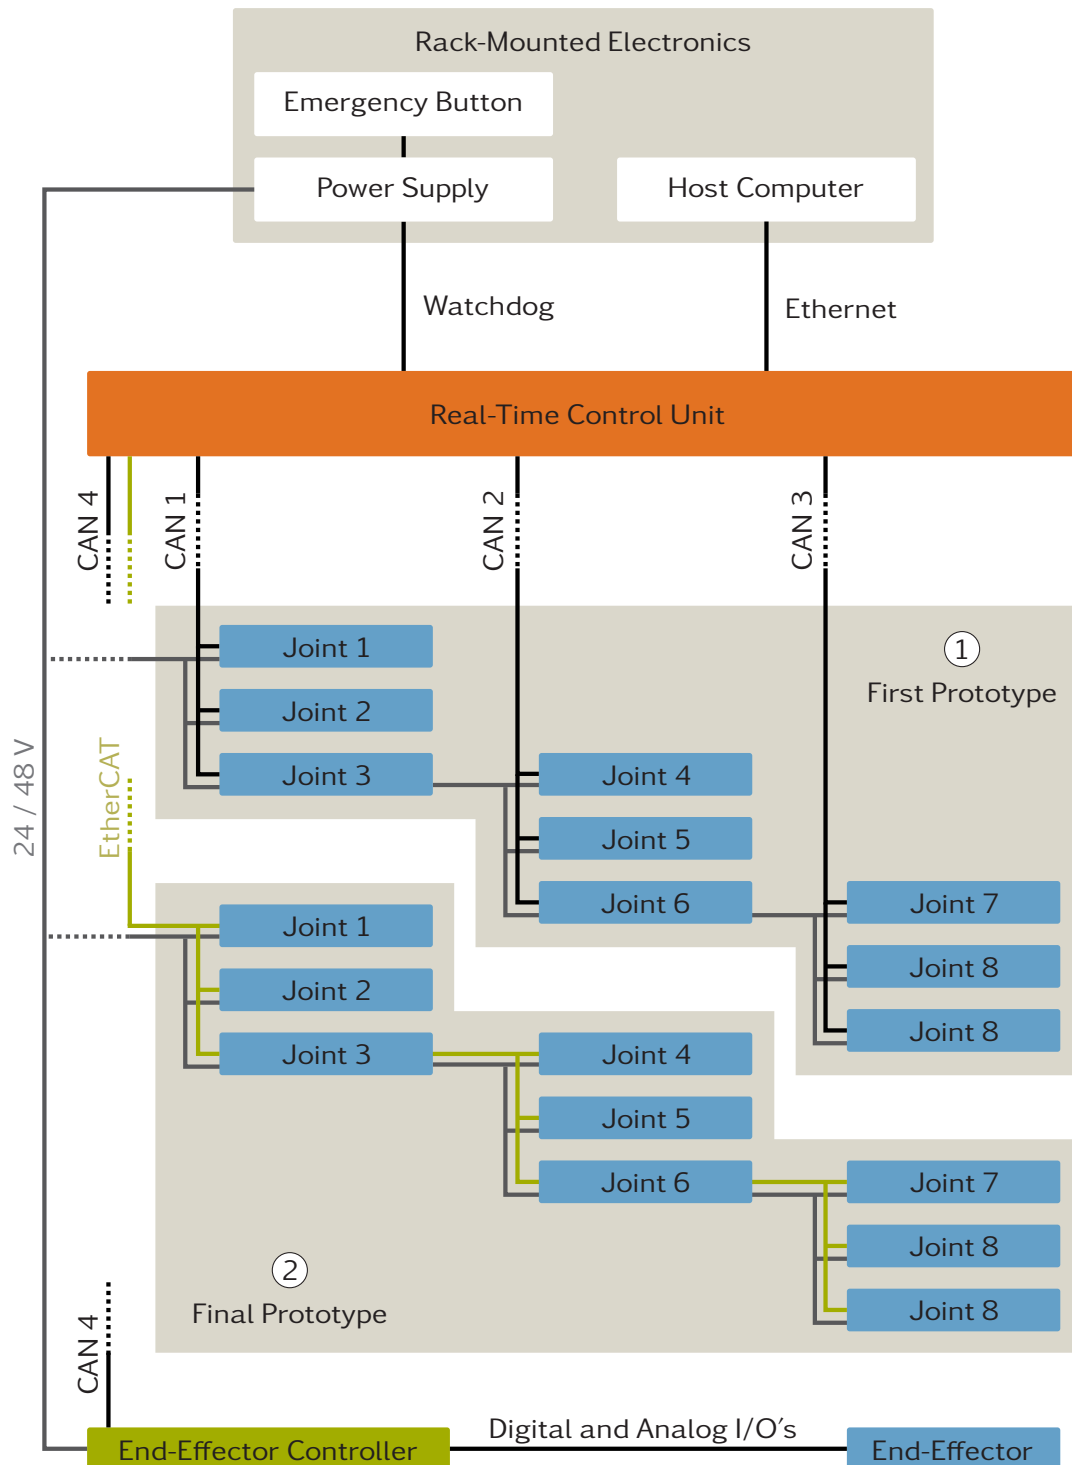 Rack-Mounted Electronics
Emergency Button
Power Supply
Host Computer
Watchdog
Ethernet
Real-Time Control Unit
CAN 4
CAN 1
CAN 2
CAN 3
Joint 1
1
Joint 2
First Prototype
Joint 3
Joint 4
24 / 48 V
EtherCAT
Joint 5
Joint 6
Joint 7
Joint 8
Joint 8
Joint 1
Joint 2
Joint 3
Joint 4
Joint 5
Joint 6
Joint 7
Joint 8
Joint 8
2
Final Prototype
CAN 4
Digital and Analog I/O's
End-Effector Controller
End-Effector